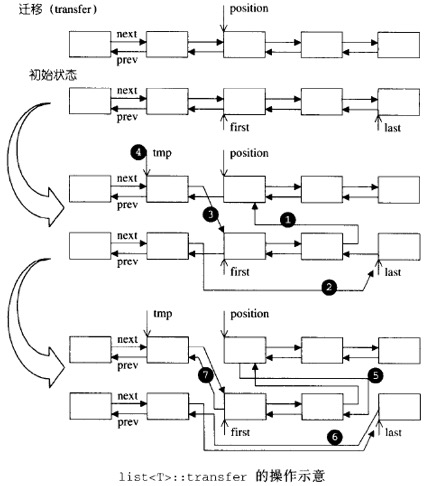 迁移(transfer)
position
next
prev
初始状态
next
prev
first
last
4
tmp
position
next
prev
3
1
next
prev
first
2
last
tmp
position
next
prev
7
5
next
prev
first
6
last
list<T>::transfer 的操作示意